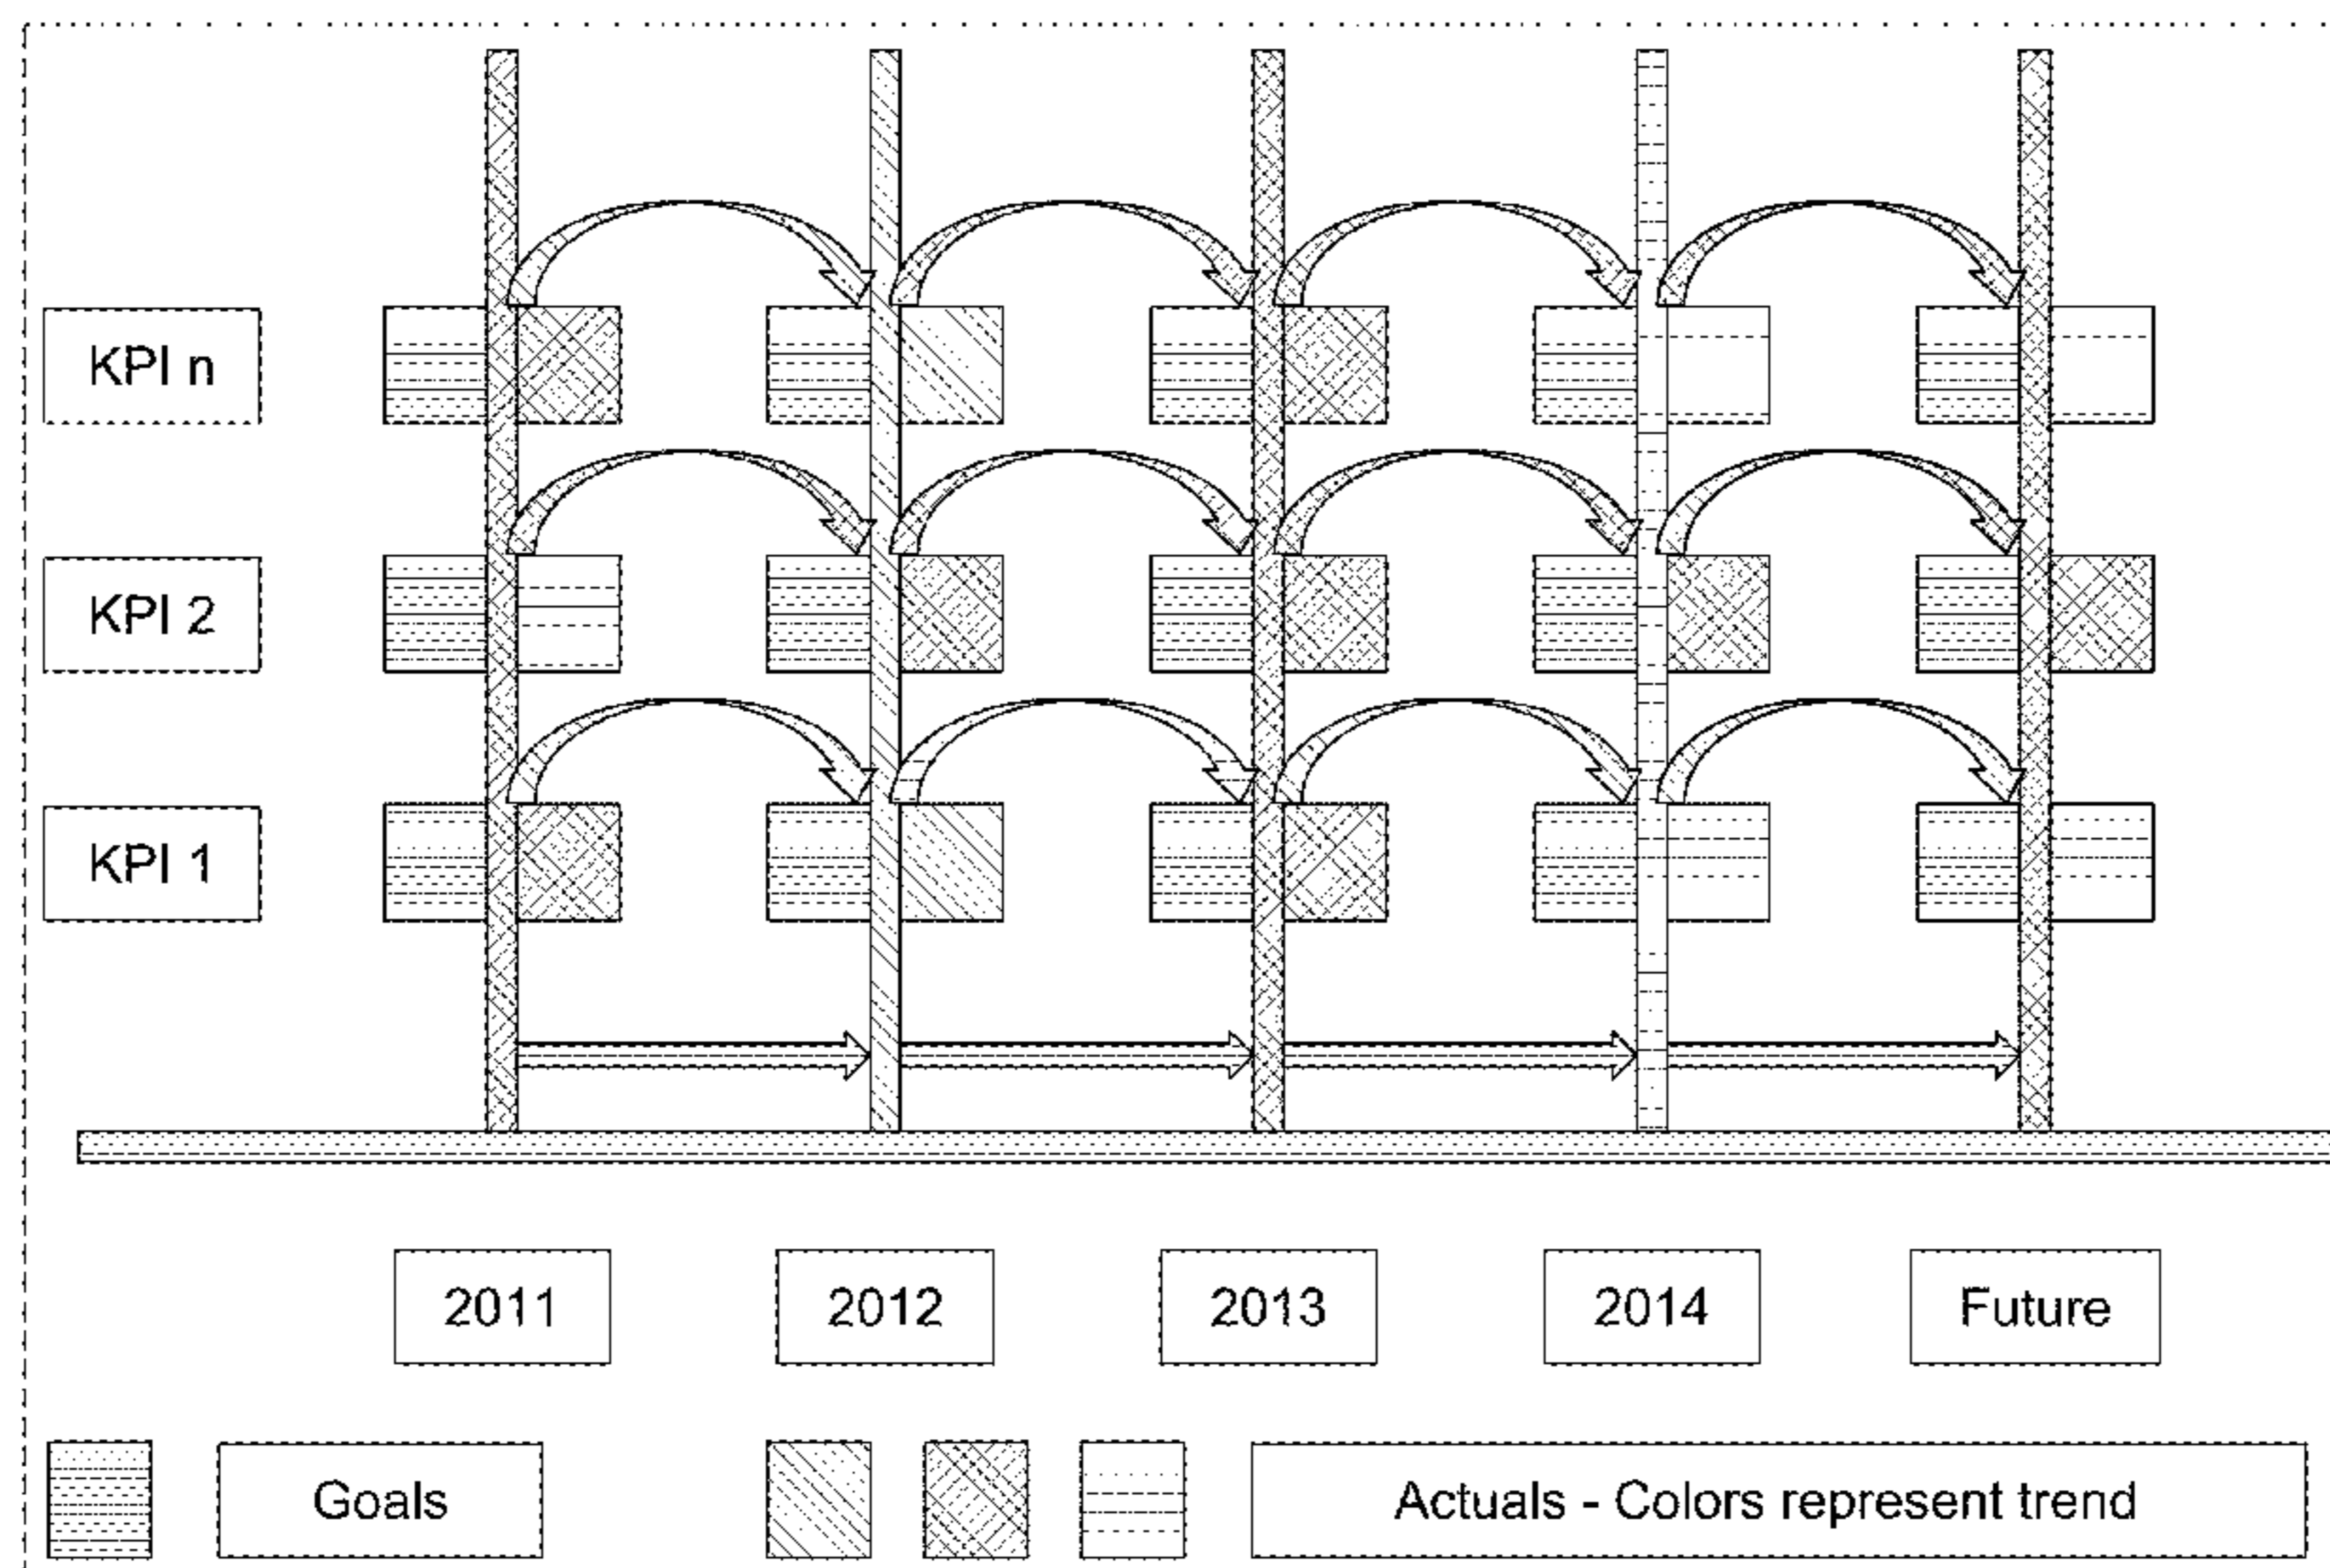 KPI n
KPI 2
KPI 1
2011
2012
2013
2014
Future
Goals
Actuals - Colors represent trend